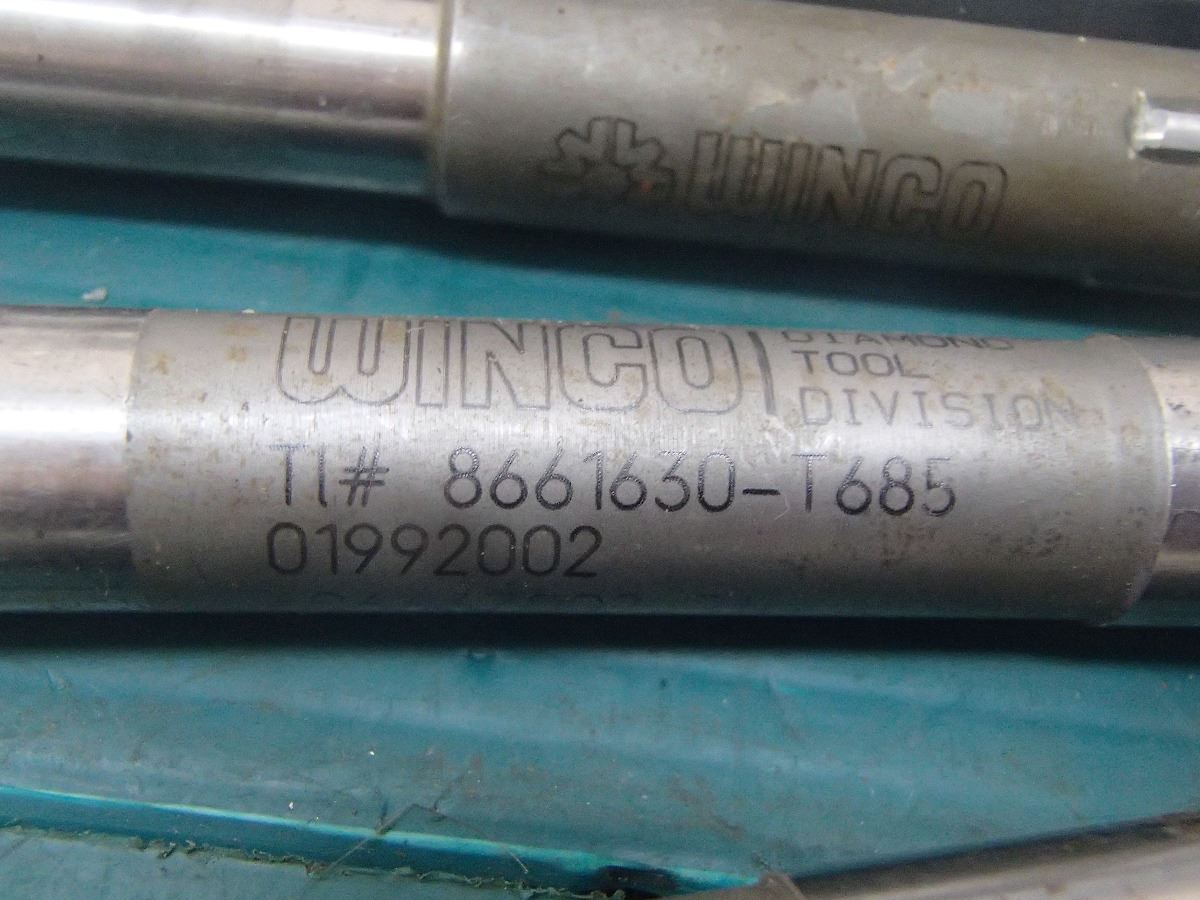 WINCO
WINCO
DIAMOND
TOOL
DIVISION
TI# 8661630-T685
01992002